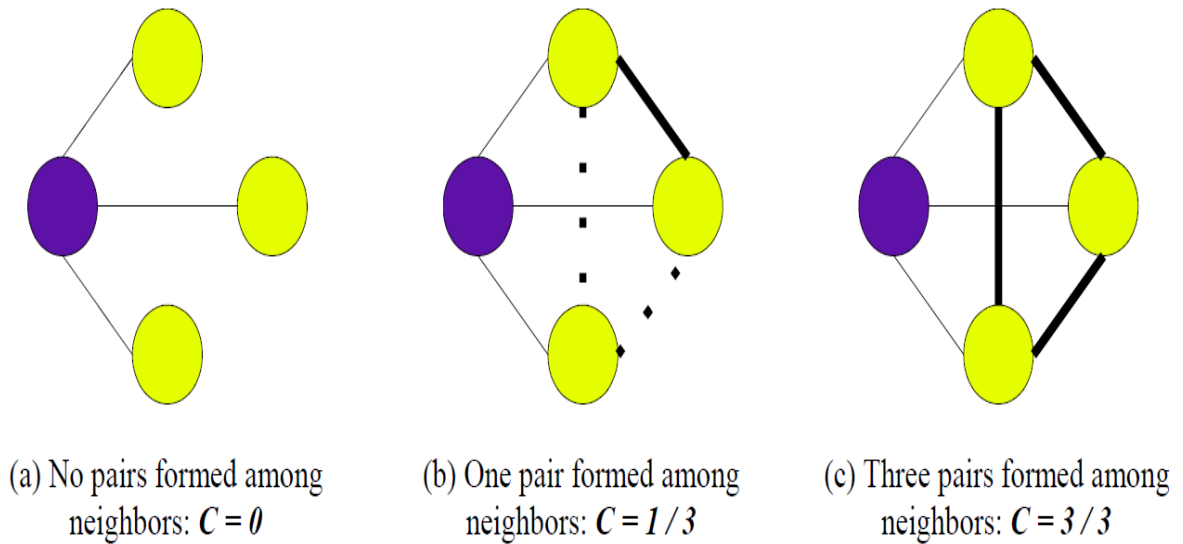 (a) No pairs formed among
neighbors: C = 0
(b) One pair formed among
neighbors: C = 1 / 3
(c) Three pairs formed among
neighbors: C = 3 / 3